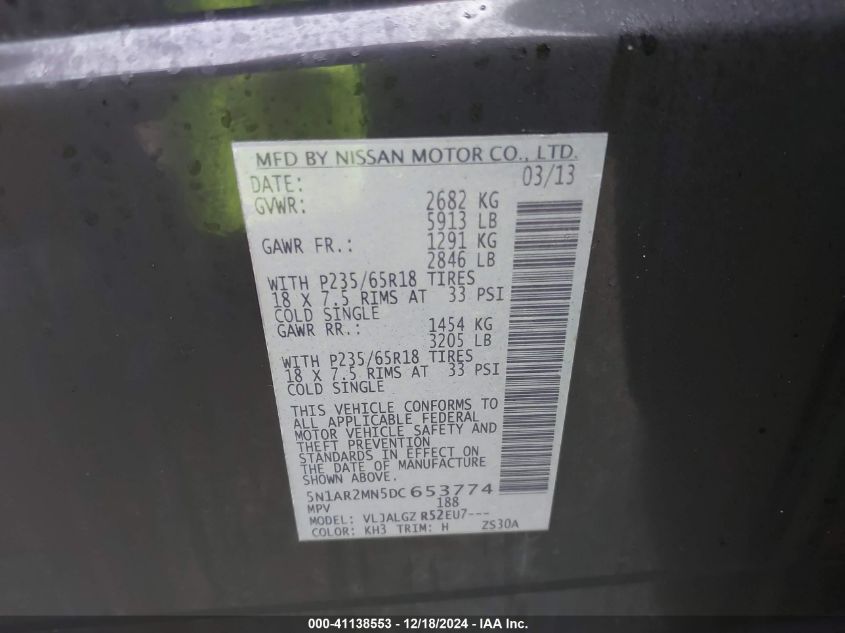 MFD BY NISSAN MOTOR CO., LTD.
DATE: 03/13
GVWR: 2682 KG
5913 LB
GAWR FR.: 1291 KG
2846 LB
WITH P235/65R18 TIRES
18 X 7.5 RIMS AT 33 PSI
COLD SINGLE
GAWR RR.: 1454 KG
3205 LB
WITH P235/65R18 TIRES
18 X 7.5 RIMS AT 33 PSI
COLD SINGLE
THIS VEHICLE CONFORMS TO
ALL APPLICABLE FEDERAL
MOTOR VEHICLE SAFETY AND
THEFT PREVENTION
STANDARDS IN EFFECT ON
THE DATE OF MANUFACTURE
SHOWN ABOVE.
5N1AR2MN5DC653774
MPV 188
MODEL: VLJALGZ R52EU7---
COLOR: KH3 TRIM: H ZS30A
000-41138553 - 12/18/2024 - IAA Inc.